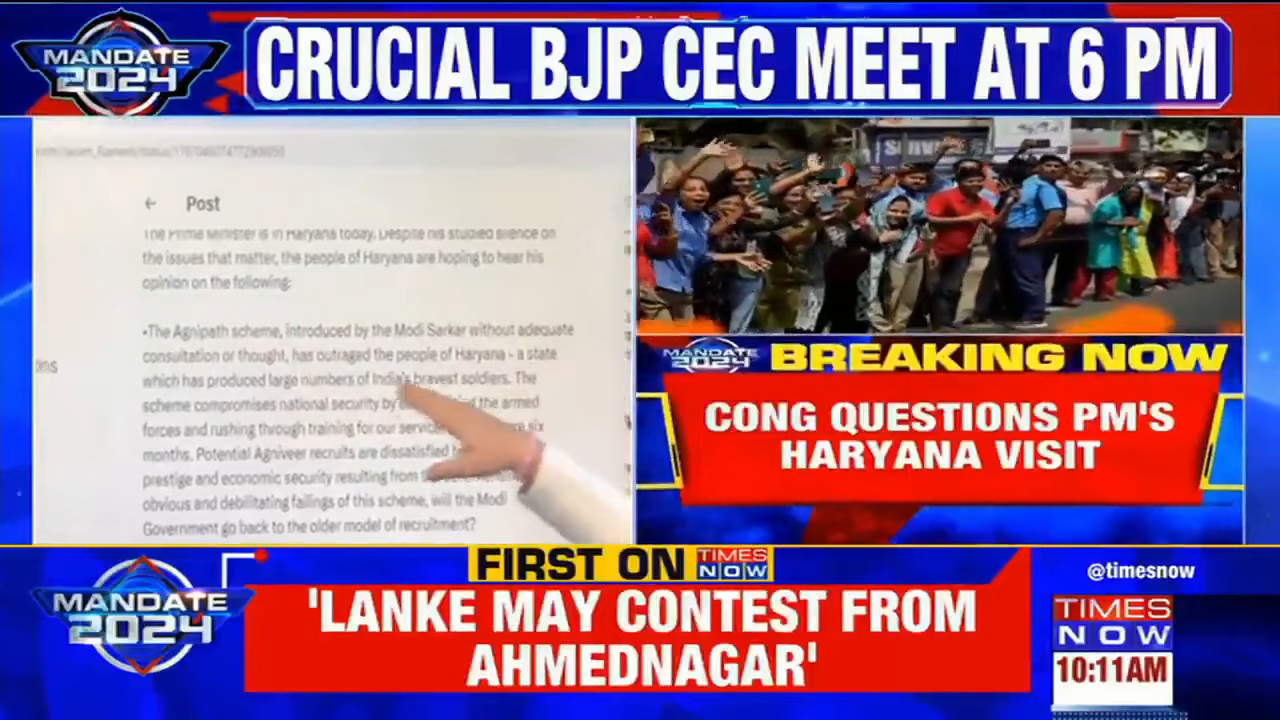 MANDATE
2024
CRUCIAL BJP CEC MEET AT 6 PM
Post
The Prime Minister is in Haryana today. Despite his studied silence on
the issues that matter, the people of Haryana are hoping to hear his
opinion on the following:
•The Agnipath scheme, introduced by the Modi Sarkar without adequate
consultation or thought, has outraged the people of Haryana - a state
which has produced large numbers of India's bravest soldiers. The
scheme compromises national security by the armed
forces and rushing through training for our six
months. Potential Agniveer recruits are dissatisfied
prestige and economic security resulting from
obvious and debilitating failings of this scheme, will the Modi
Government go back to the older model of recruitment?
MANDATE
2024
BREAKING NOW
CONG QUESTIONS PM'S
HARYANA VISIT
FIRST ON TIMES NOW
MANDATE
2024
'LANKE MAY CONTEST FROM
AHMEDNAGAR'
@timesnow
TIMES
NOW
10:11AM